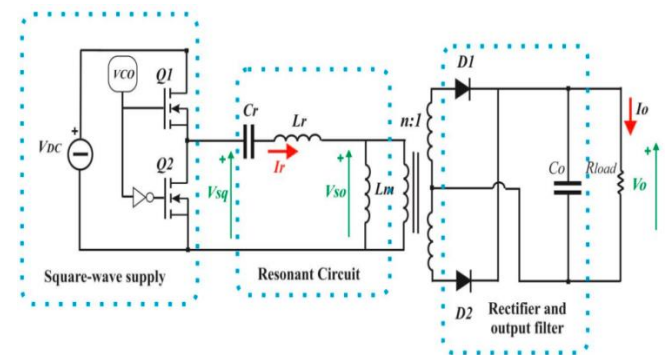 D1
VCO
Q1
Cr
Lr
n:1
Io
+
VDC
Q2
+
Vsq
Ir
+
Vso
Lm
Co
Rload
+
Vo
Square-wave supply
Resonant Circuit
D2
Rectifier and
output filter